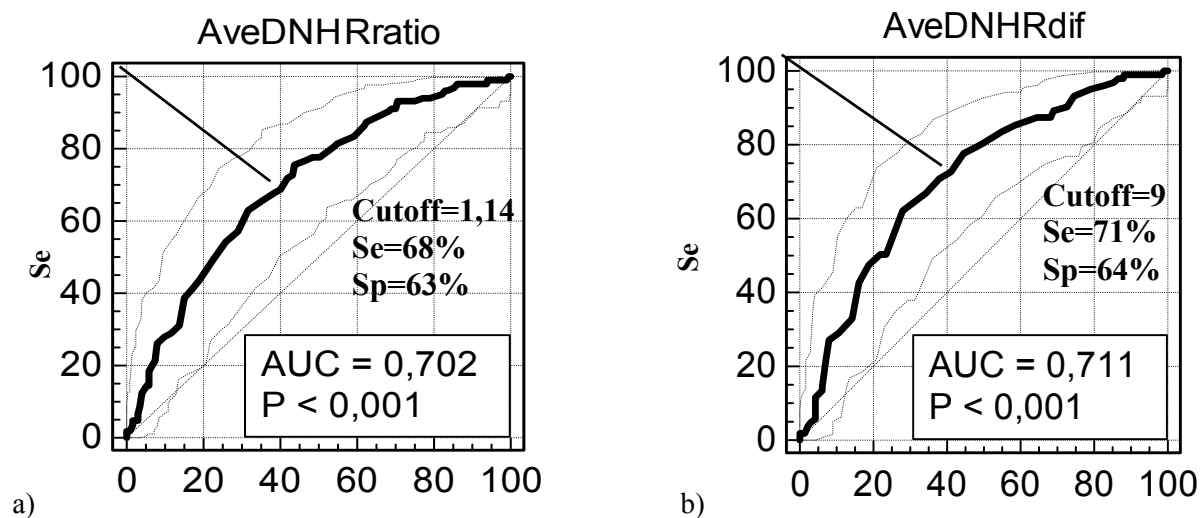 AveDNHRratio
100
80
60
40
20
0
Se
Cutoff=1,14
Se=68%
Sp=63%
AUC = 0,702
P < 0,001
0 20 40 60 80 100
a)
AveDNHRdif
100
80
60
40
20
0
Se
Cutoff=9
Se=71%
Sp=64%
AUC = 0,711
P < 0,001
0 20 40 60 80 100
b)